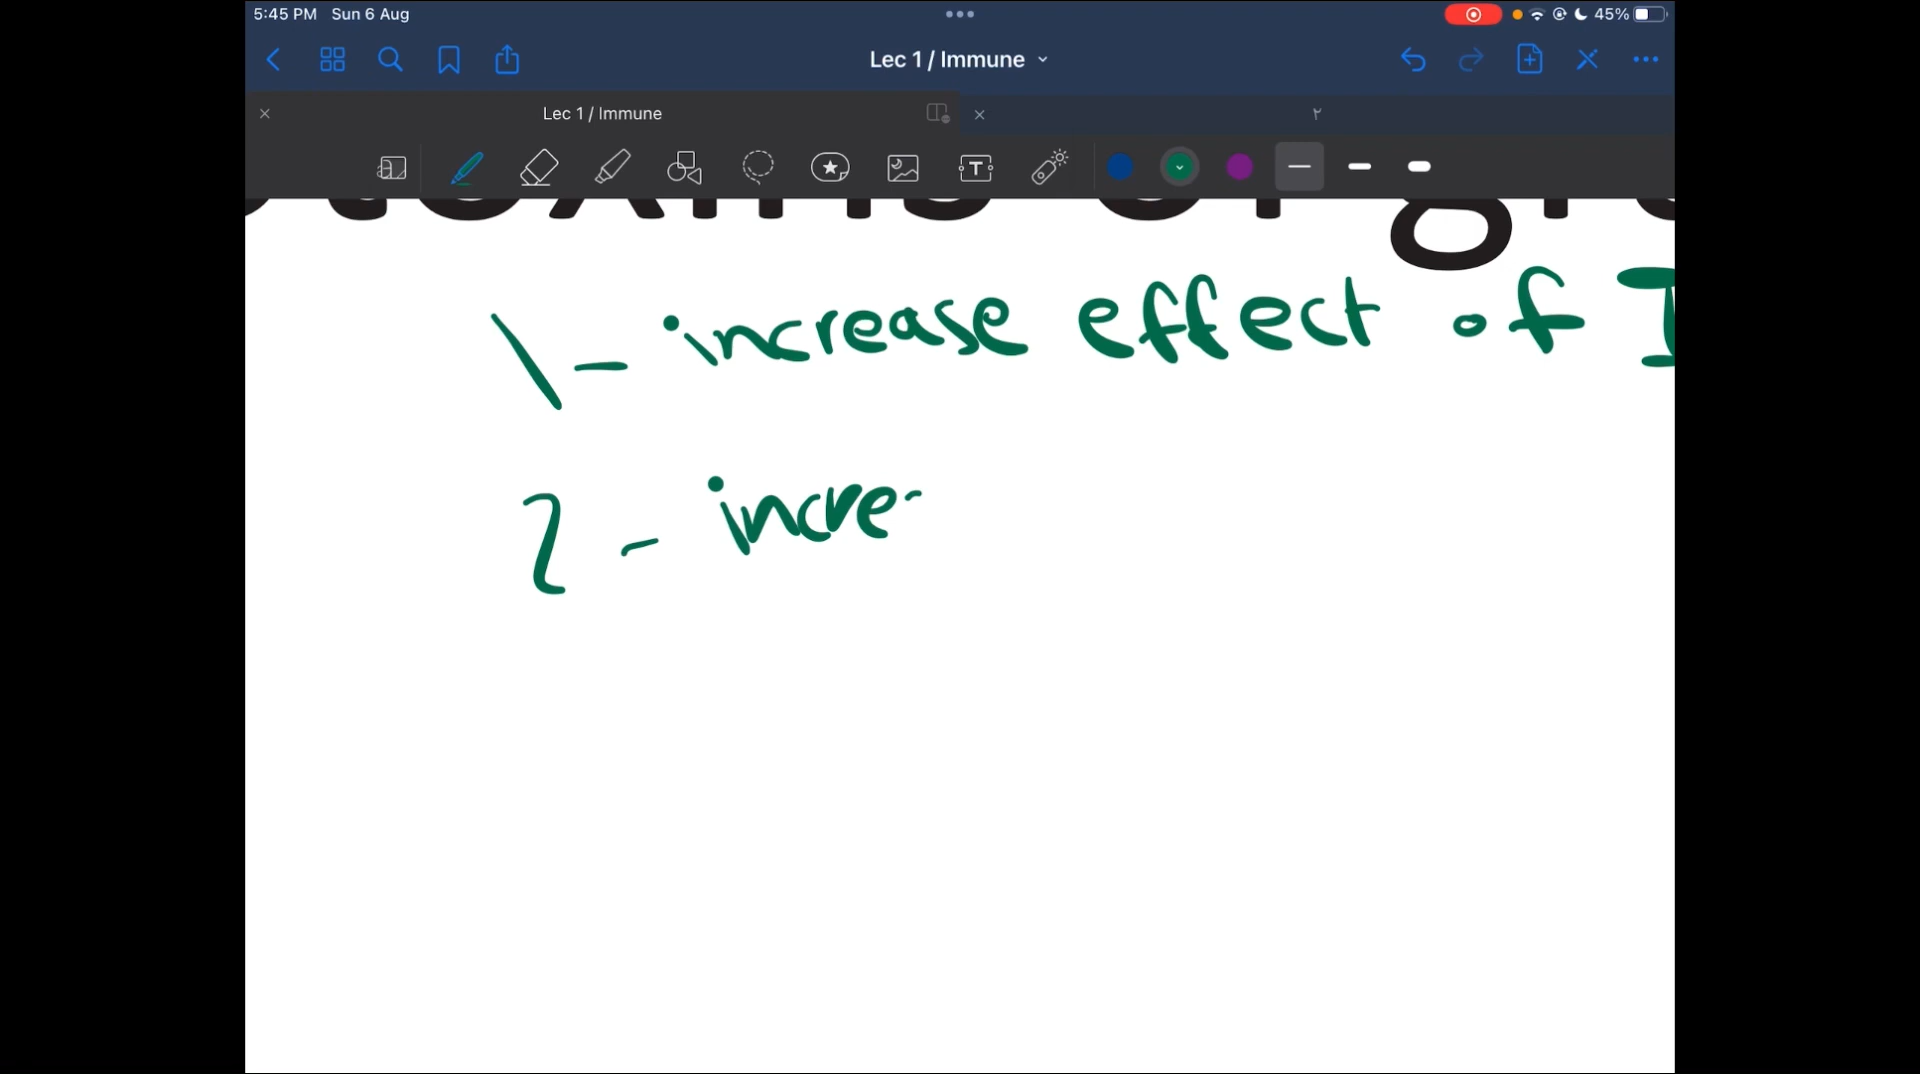 5:45 PM Sun 6 Aug 45%
Lec 1 / Immune
Lec 1 / Immune ٢
1- increase effect of I
2- incre